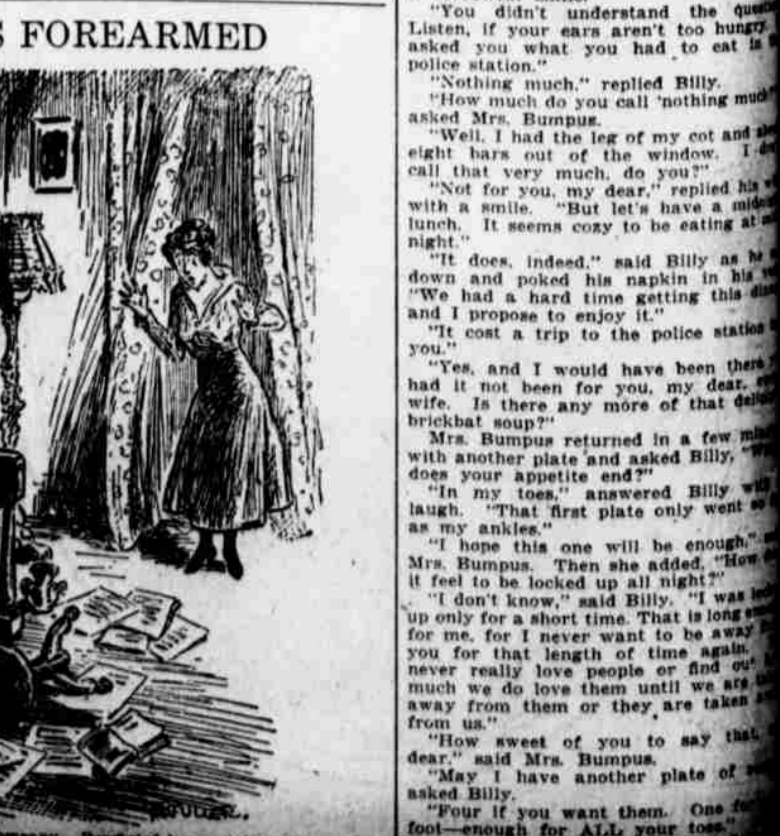 FOREARMED
"You didn't understand the
Listen, if your ears aren't too hungry.
asked you what you had to eat
police station."
"Nothing much," replied Billy.
"How much do you call 'nothing
asked Mrs. Bumpus.
"Well, I had the leg of my cot and
eight bars out of the window. I
call that very much, do you?"
"Not for you, my dear," replied his
with a smile. "But let's have a
lunch. It seems cozy to be eating at
night."
"It does, indeed," said Billy as he
down and poked his napkin in his
"We had a hard time getting this
and I propose to enjoy it."
"It cost a trip to the police station
you."
"Yes, and I would have been there
had it not been for you, my dear,
wife. Is there any more of that
brickbat soup?"
Mrs. Bumpus returned in a few
with another plate and asked Billy,
does your appetite end?"
"In my toes," answered Billy
laugh. "That first plate only went
as my ankles."
"I hope this one will be enough,"
Mrs. Bumpus. Then she added, "How
it feel to be locked up all night?"
"I don't know," said Billy. "I was
up only for a short time. That is long
for me, for I never want to be away
you for that length of time again.
never really love people or find out
much we do love them until we are
away from them or they are taken
from us."
"How sweet of you to say that,
dear," said Mrs. Bumpus.
"May I have another plate of
asked Billy.
"Four if you want them. One for
foot—enough for ALL your toes."